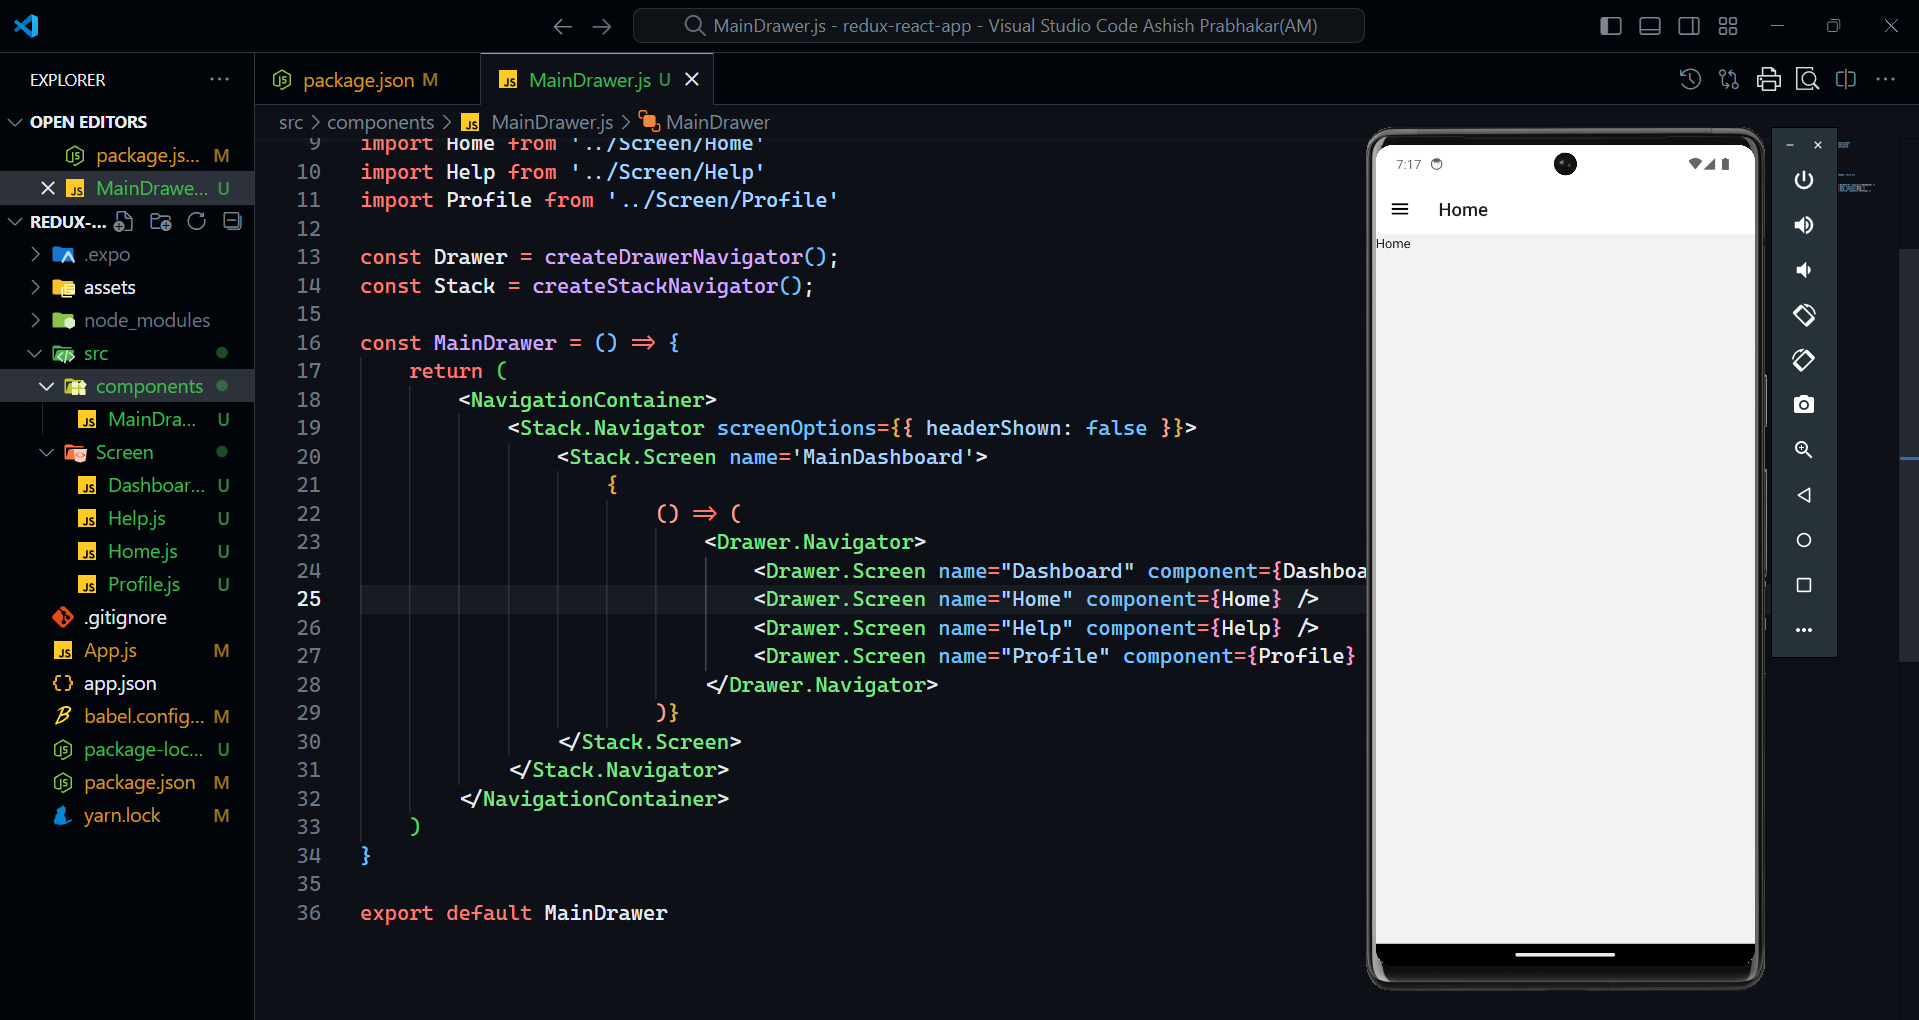 MainDrawer.js - redux-react-app - Visual Studio Code Ashish Prabhakar(AM)
EXPLORER
OPEN EDITORS
package.js... M
MainDrawe... U
REDUX-...
.expo
assets
node_modules
src
components
MainDra... U
Screen
Dashboar... U
Help.js U
Home.js U
Profile.js U
.gitignore
App.js M
app.json
babel.config... M
package-loc... U
package.json M
yarn.lock M
package.json M
MainDrawer.js U
src > components > MainDrawer.js > MainDrawer
9 import Home from '../Screen/Home'
10 import Help from '../Screen/Help'
11 import Profile from '../Screen/Profile'
12
13 const Drawer = createDrawerNavigator();
14 const Stack = createStackNavigator();
15
16 const MainDrawer = () => {
17 return (
18 <NavigationContainer>
19 <Stack.Navigator screenOptions={{ headerShown: false }}>
20 <Stack.Screen name='MainDashboard'>
21 {
22 () => (
23 <Drawer.Navigator>
24 <Drawer.Screen name="Dashboard" component={Dashboa
25 <Drawer.Screen name="Home" component={Home} />
26 <Drawer.Screen name="Help" component={Help} />
27 <Drawer.Screen name="Profile" component={Profile}
28 </Drawer.Navigator>
29 )}
30 </Stack.Screen>
31 </Stack.Navigator>
32 </NavigationContainer>
33 )
34 }
35
36 export default MainDrawer
7:17
Home
Home